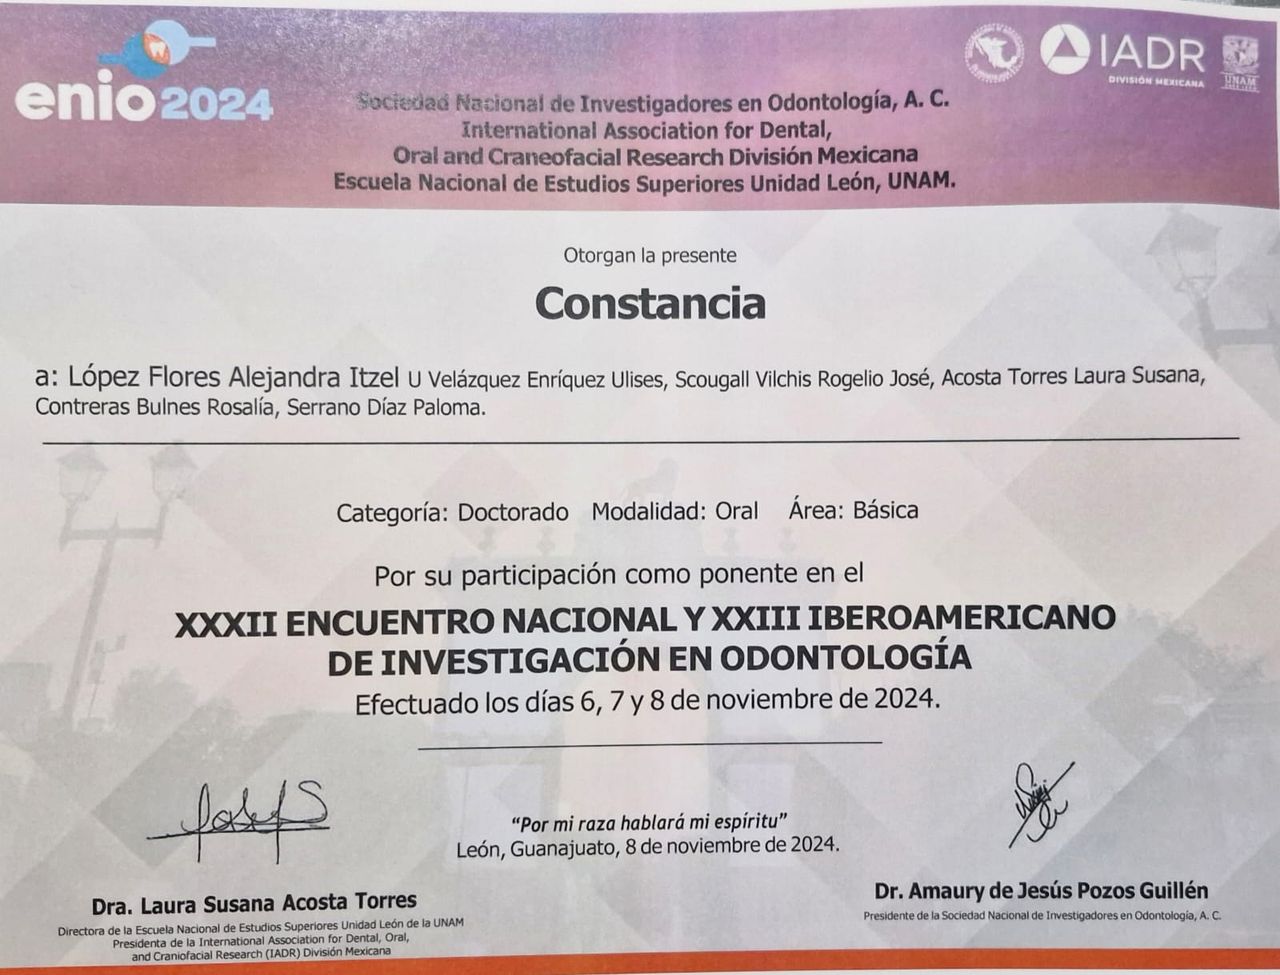 enio2024
IADR
DIVISIÓN MEXICANA
UNAM
Sociedad Nacional de Investigadores en Odontología, A. C.
International Association for Dental,
Oral and Craneofacial Research División Mexicana
Escuela Nacional de Estudios Superiores Unidad León, UNAM.
Otorgan la presente
Constancia
a: López Flores Alejandra Itzel U Velázquez Enríquez Ulises, Scougall Vilchis Rogelio José, Acosta Torres Laura Susana,
Contreras Bulnes Rosalía, Serrano Díaz Paloma.
Categoría: Doctorado Modalidad: Oral Área: Básica
Por su participación como ponente en el
XXXII ENCUENTRO NACIONAL Y XXIII IBEROAMERICANO
DE INVESTIGACIÓN EN ODONTOLOGÍA
Efectuado los días 6, 7 y 8 de noviembre de 2024.
“Por mi raza hablará mi espíritu”
León, Guanajuato, 8 de noviembre de 2024.
Dra. Laura Susana Acosta Torres
Directora de la Escuela Nacional de Estudios Superiores Unidad León de la UNAM
Presidenta de la International Association for Dental, Oral,
and Craniofacial Research (IADR) División Mexicana
Dr. Amaury de Jesús Pozos Guillén
Presidente de la Sociedad Nacional de Investigadores en Odontología, A. C.